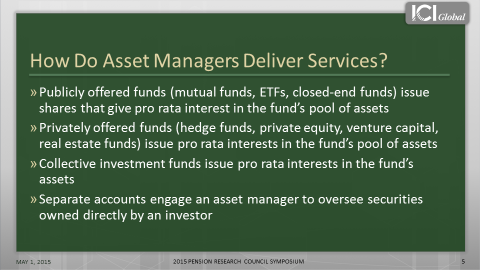 ICI Global
How Do Asset Managers Deliver Services?
» Publicly offered funds (mutual funds, ETFs, closed-end funds) issue
shares that give pro rata interest in the fund's pool of assets
» Privately offered funds (hedge funds, private equity, venture capital,
real estate funds) issue pro rata interests in the fund's pool of assets
» Collective investment funds issue pro rata interests in the fund's
assets
» Separate accounts engage an asset manager to oversee securities
owned directly by an investor
MAY 1, 2015 2015 PENSION RESEARCH COUNCIL SYMPOSIUM 5